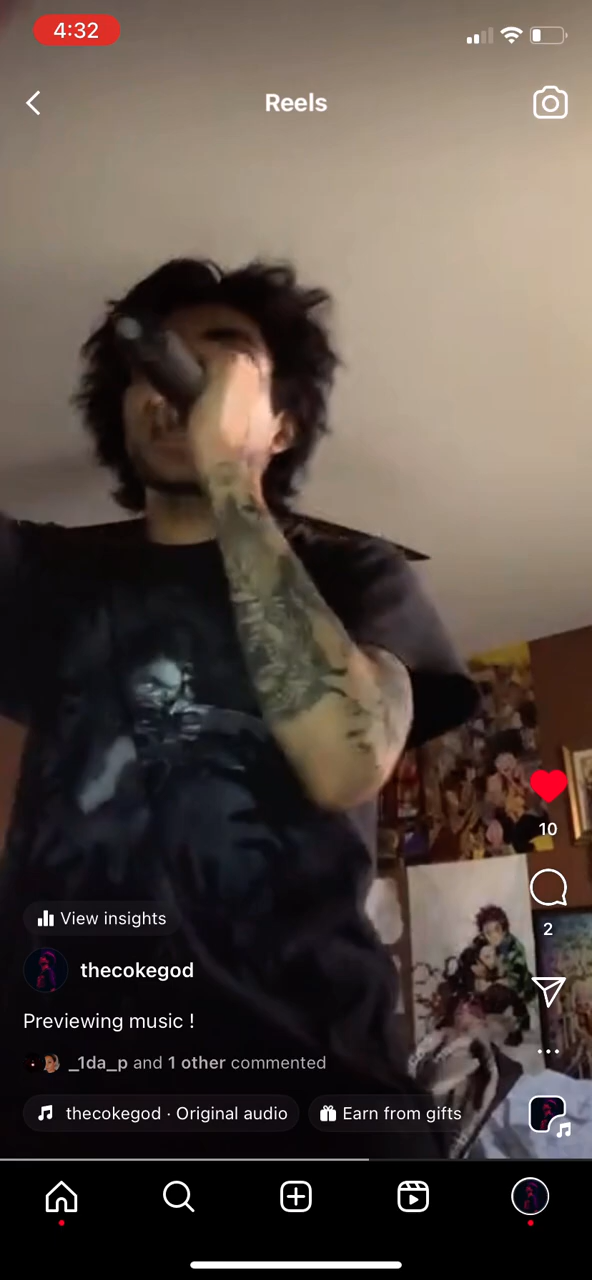 4:32
Reels
10
2
View insights
thecokegod
Previewing music !
_1da_p and 1 other commented
thecokegod · Original audio
Earn from gifts